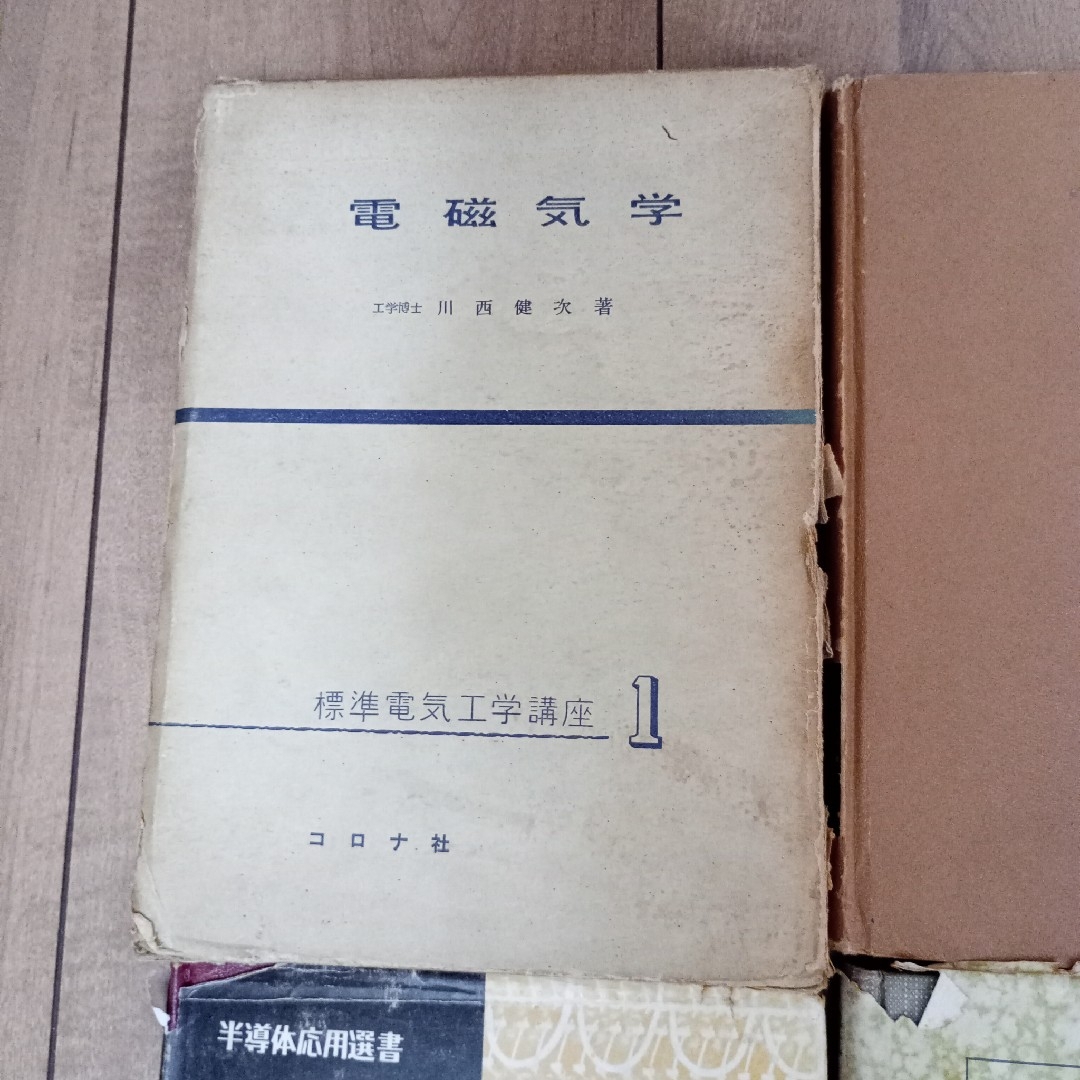 電磁気学
工学博士 川西健次著
標準電気工学講座 1
コロナ社
半導体応用選書